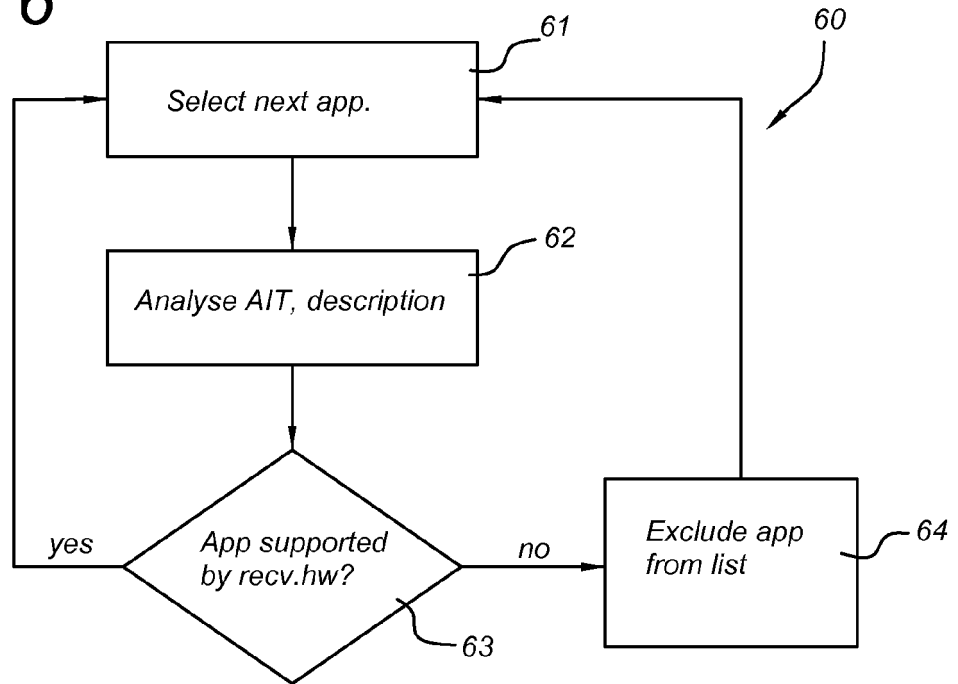 6
61
60
Select next app.
62
Analyse AIT, description
yes
App supported
by recv.hw?
no
Exclude app
from list
64
63